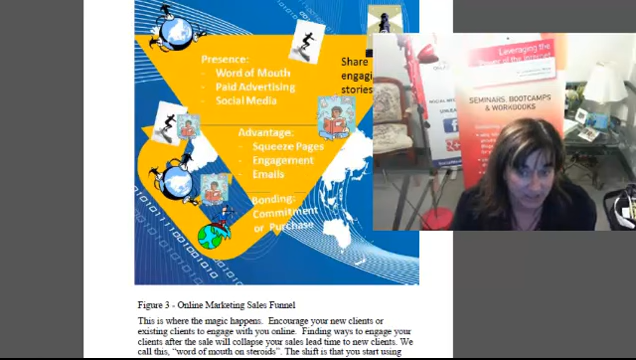 Presence:
- Word of Mouth
- Paid Advertising
- Social Media
Share
engagi
stories
Advantage:
- Squeeze Pages
- Engagement
- Emails
Bonding:
Commitment
or Purchase
Leveraging the
Power of the Internet
SEMINARS, BOOTCAMPS
& WORKBOOKS
Figure 3 - Online Marketing Sales Funnel
This is where the magic happens. Encourage your new clients or
existing clients to engage with you online. Finding ways to engage your
clients after the sale will collapse your sales lead time to new clients. We
call this, "word of mouth on steroids". The shift is that you start using